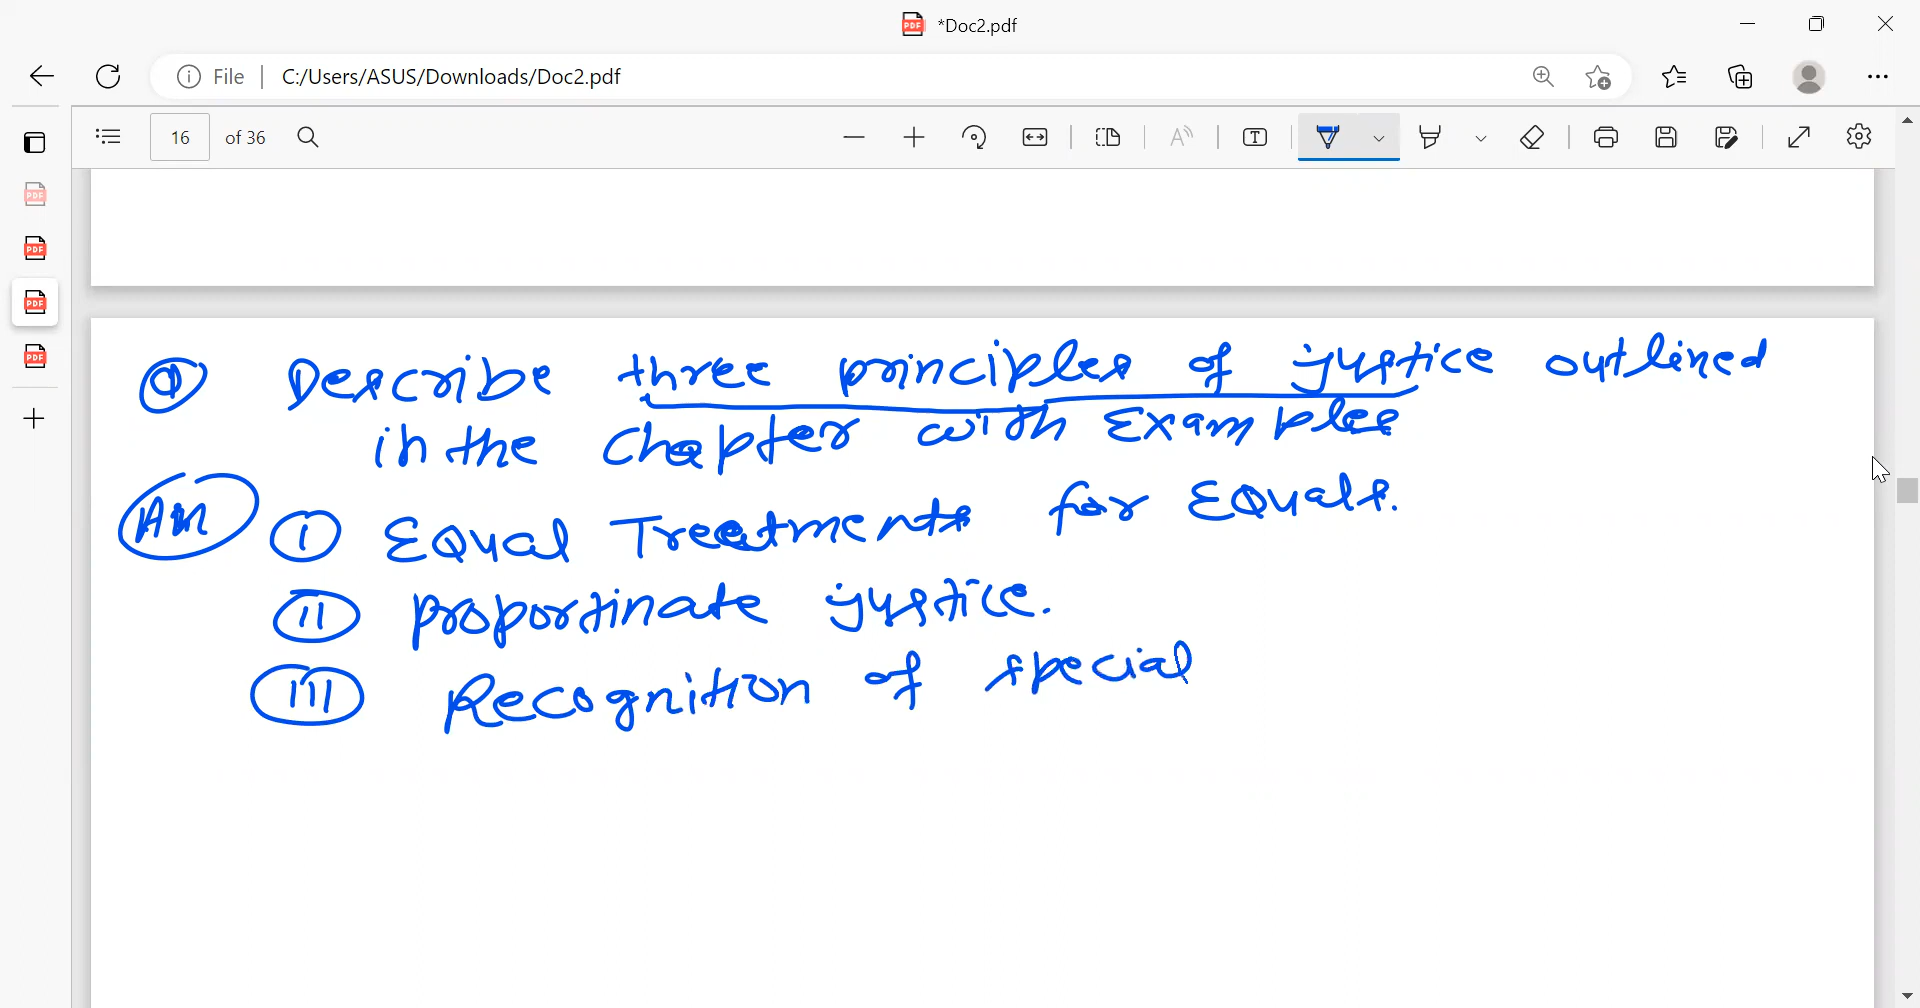 *Doc2.pdf
File C:/Users/ASUS/Downloads/Doc2.pdf
16 of 36
Q Describe three principles of justice outlined
in the Chapter with Examples
Ans I Equal Treatments for Equals.
II Proportinate justice.
III Recognition of special